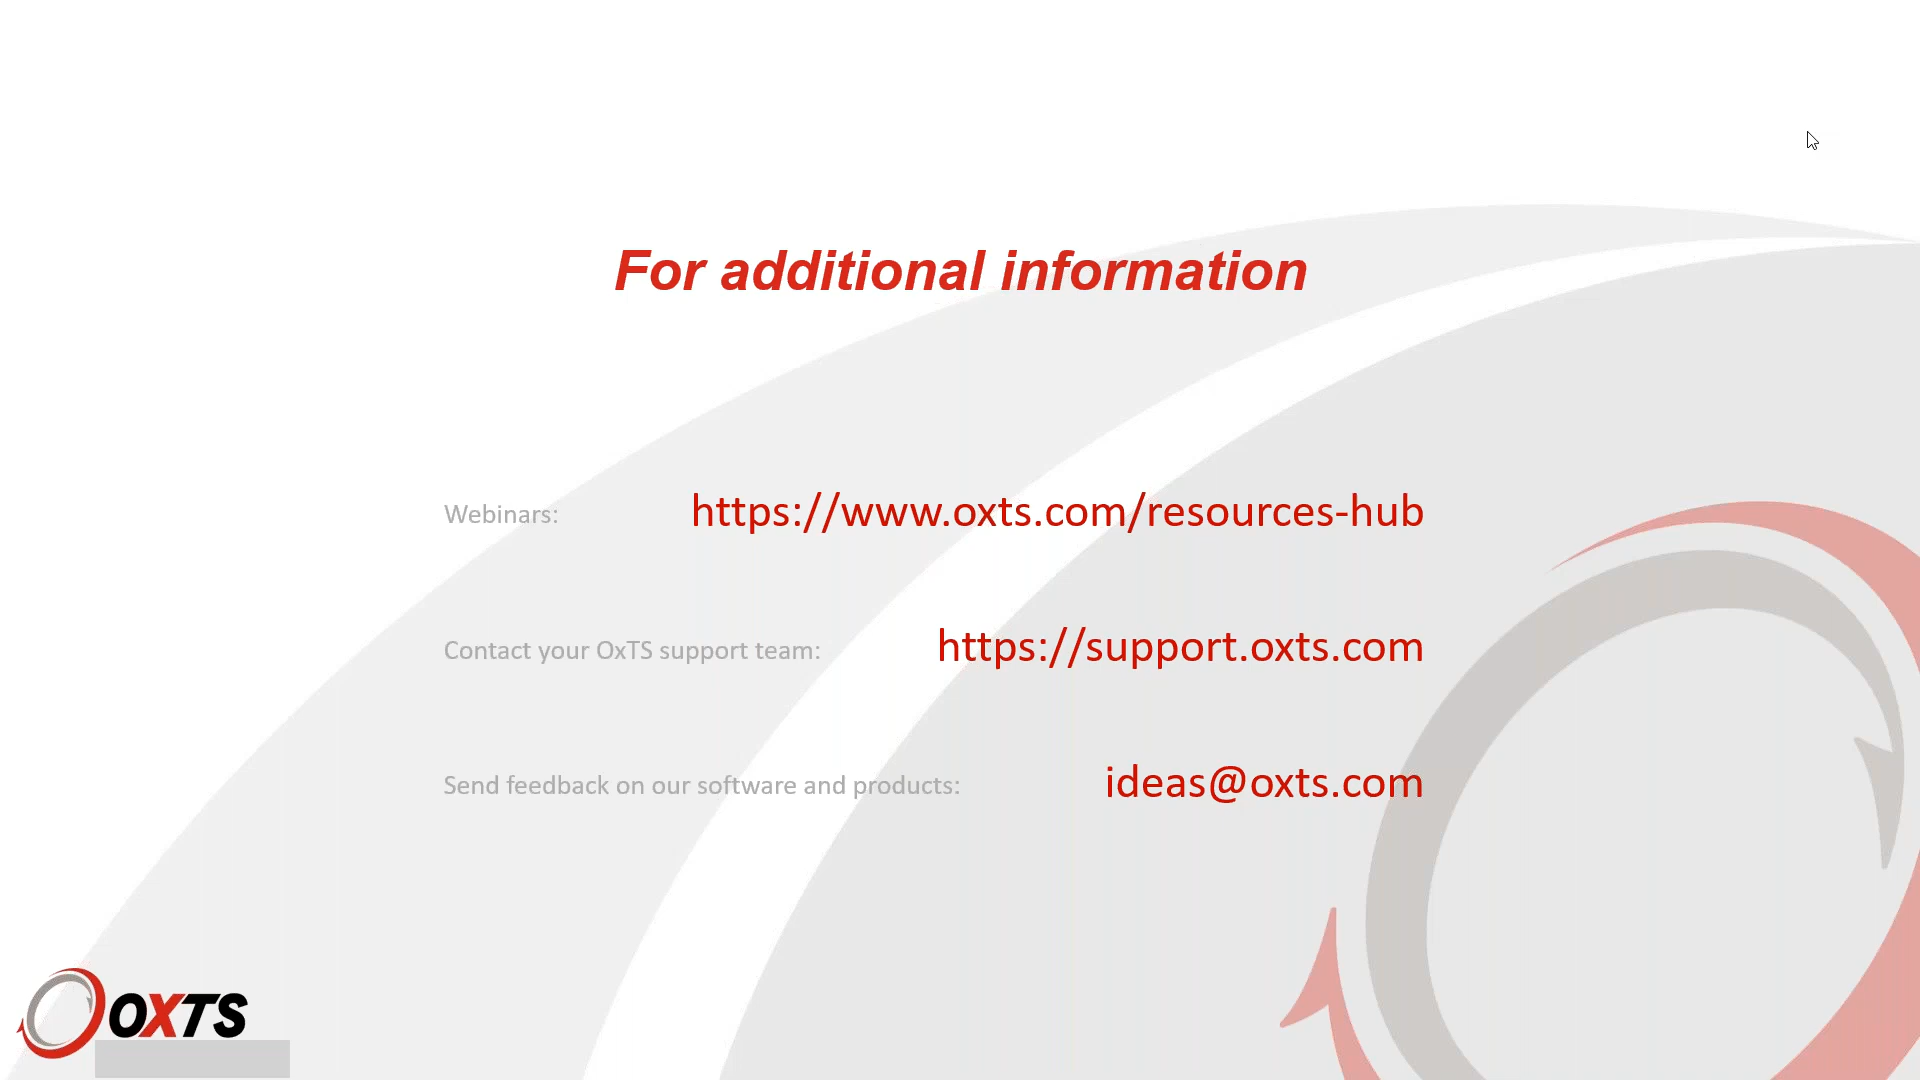 For additional information
Webinars: https://www.oxts.com/resources-hub
Contact your OxTS support team: https://support.oxts.com
Send feedback on our software and products: ideas@oxts.com
OXTS